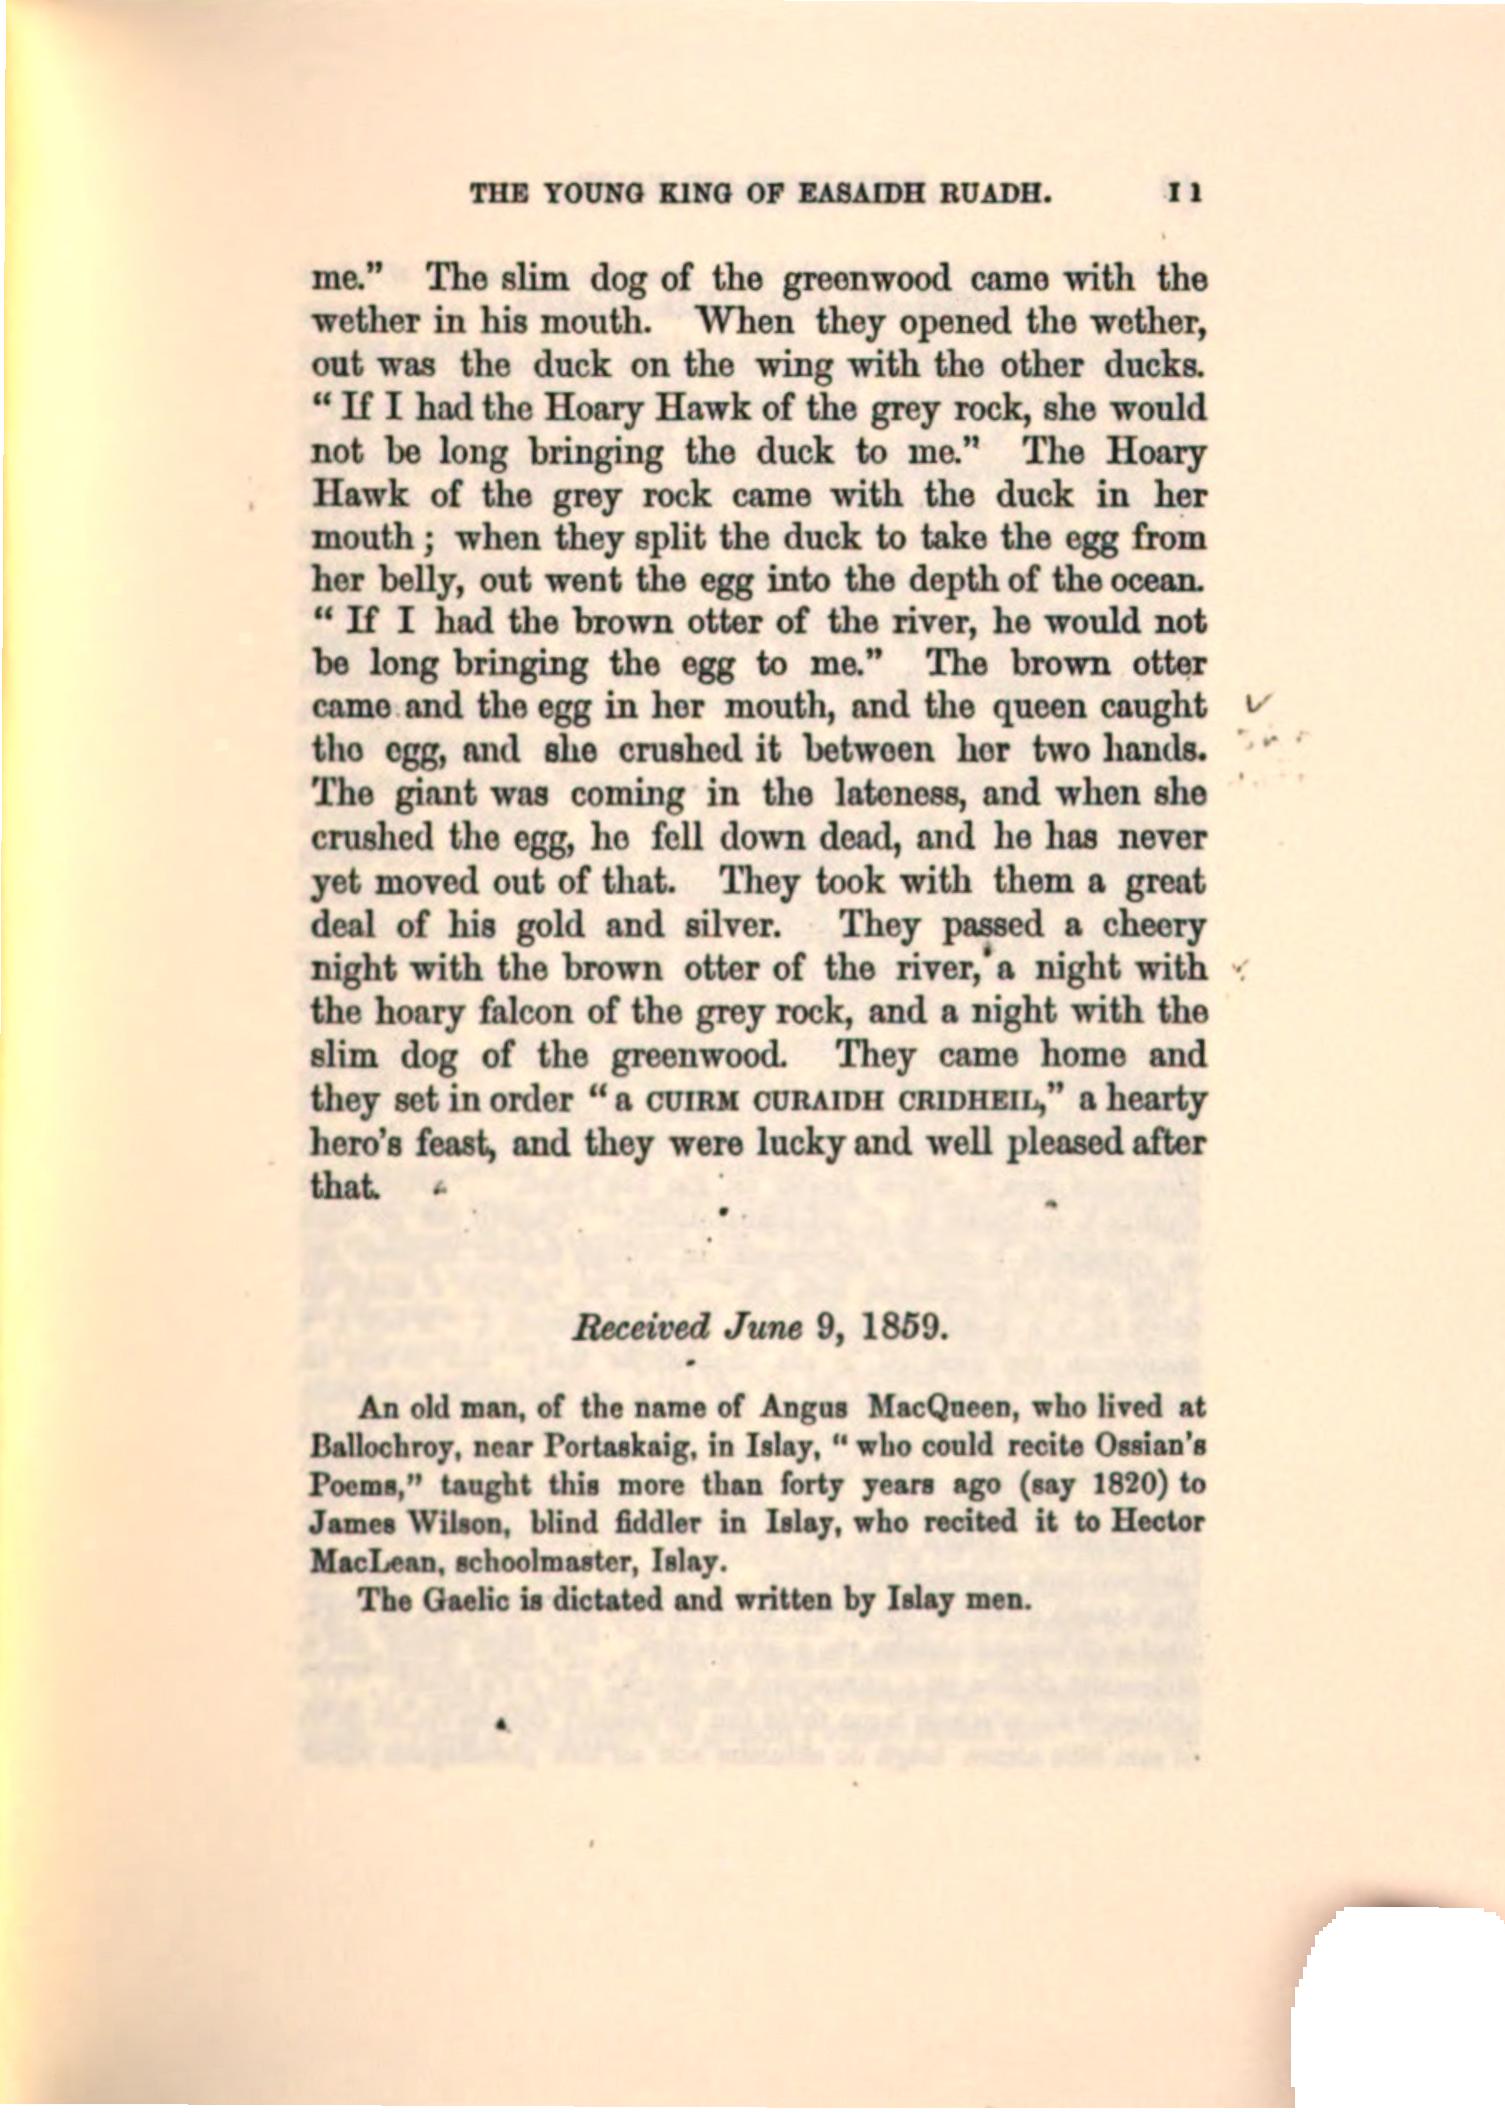 THE YOUNG KING OF EASAIDH RUADH. 11
me." The slim dog of the greenwood came with the
wether in his mouth. When they opened the wether,
out was the duck on the wing with the other ducks.
"If I had the Hoary Hawk of the grey rock, she would
not be long bringing the duck to me." The Hoary
Hawk of the grey rock came with the duck in her
mouth; when they split the duck to take the egg from
her belly, out went the egg into the depth of the ocean.
"If I had the brown otter of the river, he would not
be long bringing the egg to me." The brown otter
came and the egg in her mouth, and the queen caught
the egg, and she crushed it between her two hands.
The giant was coming in the lateness, and when she
crushed the egg, he fell down dead, and he has never
yet moved out of that. They took with them a great
deal of his gold and silver. They passed a cheery
night with the brown otter of the river, a night with
the hoary falcon of the grey rock, and a night with the
slim dog of the greenwood. They came home and
they set in order "a CUIRM CURAIDH CRIDHEIL," a hearty
hero's feast, and they were lucky and well pleased after
that.
Received June 9, 1859.
An old man, of the name of Angus MacQueen, who lived at
Ballochroy, near Portaskaig, in Islay, "who could recite Ossian's
Poems," taught this more than forty years ago (say 1820) to
James Wilson, blind fiddler in Islay, who recited it to Hector
MacLean, schoolmaster, Islay.
The Gaelic is dictated and written by Islay men.